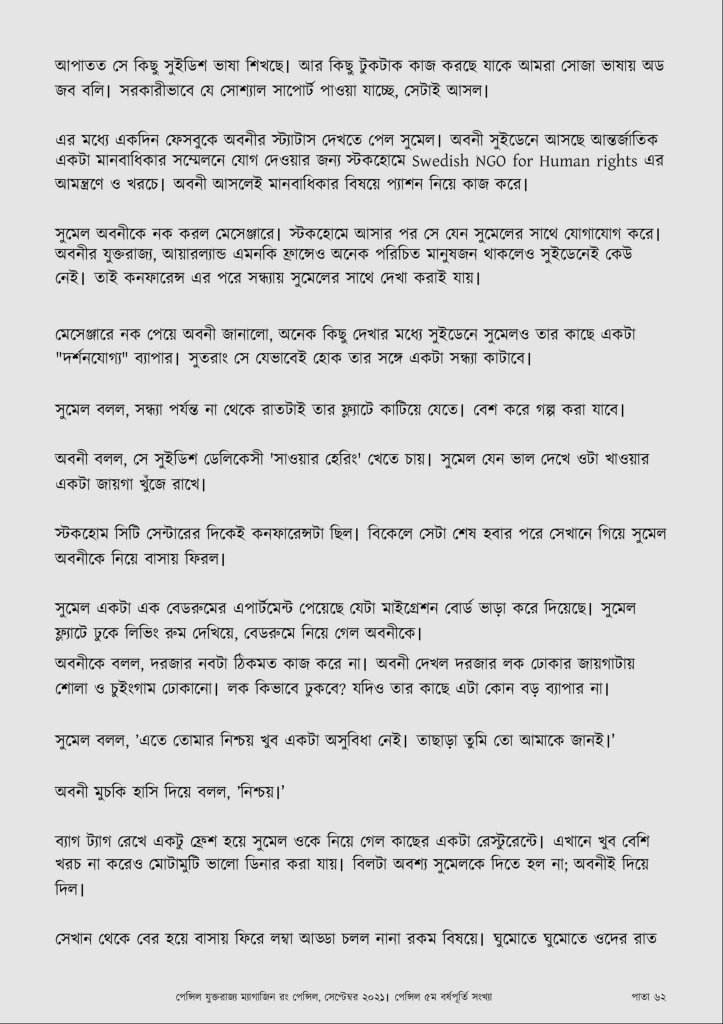 আপাতত সে কিছু সুইডিশ ভাষা শিখছে। আর কিছু টুকটাক কাজ করছে যাকে আমরা সোজা ভাষায় অড
জব বলি। সরকারীভাবে যে সোশ্যাল সাপোর্ট পাওয়া যাচ্ছে, সেটাই আসল।
এর মধ্যে একদিন ফেসবুকে অবনীর স্ট্যাটাস দেখতে পেল সুমেল। অবনী সুইডেনে আসছে আন্তর্জাতিক
একটা মানবাধিকার সম্মেলনে যোগ দেওয়ার জন্য স্টকহোমে Swedish NGO for Human rights এর
আমন্ত্রণে ও খরচে। অবনী আসলেই মানবাধিকার বিষয়ে প্যাশন নিয়ে কাজ করে।
সুমেল অবনীকে নক করল মেসেঞ্জারে। স্টকহোমে আসার পর সে যেন সুমেলের সাথে যোগাযোগ করে।
অবনীর যুক্তরাজ্য, আয়ারল্যান্ড এমনকি ফ্রান্সেও অনেক পরিচিত মানুষজন থাকলেও সুইডেনেই কেউ
নেই। তাই কনফারেন্স এর পরে সন্ধ্যায় সুমেলের সাথে দেখা করাই যায়।
মেসেঞ্জারে নক পেয়ে অবনী জানালো, অনেক কিছু দেখার মধ্যে সুইডেনে সুমেলও তার কাছে একটা
"দর্শনযোগ্য" ব্যাপার। সুতরাং সে যেভাবেই হোক তার সঙ্গে একটা সন্ধ্যা কাটাবে।
সুমেল বলল, সন্ধ্যা পর্যন্ত না থেকে রাতটাই তার ফ্ল্যাটে কাটিয়ে যেতে। বেশ করে গল্প করা যাবে।
অবনী বলল, সে সুইডিশ ডেলিকেসী 'সাওয়ার হেরিং' খেতে চায়। সুমেল যেন ভাল দেখে ওটা খাওয়ার
একটা জায়গা খুঁজে রাখে।
স্টকহোম সিটি সেন্টারের দিকেই কনফারেন্সটা ছিল। বিকেলে সেটা শেষ হবার পরে সেখানে গিয়ে সুমেল
অবনীকে নিয়ে বাসায় ফিরল।
সুমেল একটা এক বেডরুমের এপার্টমেন্ট পেয়েছে যেটা মাইগ্রেশন বোর্ড ভাড়া করে দিয়েছে। সুমেল
ফ্ল্যাটে ঢুকে লিভিং রুম দেখিয়ে, বেডরুমে নিয়ে গেল অবনীকে।
অবনীকে বলল, দরজার নবটা ঠিকমত কাজ করে না। অবনী দেখল দরজার লক ঢোকার জায়গাটায়
শোলা ও চুইংগাম ঢোকানো। লক কিভাবে ঢুকবে? যদিও তার কাছে এটা কোন বড় ব্যাপার না।
সুমেল বলল, 'এতে তোমার নিশ্চয় খুব একটা অসুবিধা নেই। তাছাড়া তুমি তো আমাকে জানই।'
অবনী মুচকি হাসি দিয়ে বলল, 'নিশ্চয়।'
ব্যাগ ট্যাগ রেখে একটু ফ্রেশ হয়ে সুমেল ওকে নিয়ে গেল কাছের একটা রেস্টুরেন্টে। এখানে খুব বেশি
খরচ না করেও মোটামুটি ভালো ডিনার করা যায়। বিলটা অবশ্য সুমেলকে দিতে হল না; অবনীই দিয়ে
দিল।
সেখান থেকে বের হয়ে বাসায় ফিরে লম্বা আড্ডা চলল নানা রকম বিষয়ে। ঘুমোতে ঘুমোতে ওদের রাত
পেন্সিল যুক্তরাজ্য ম্যাগাজিন রং পেন্সিল, সেপ্টেম্বর ২০২১। পেন্সিল ৫ম বর্ষপূর্তি সংখ্যা
পাতা ৬২